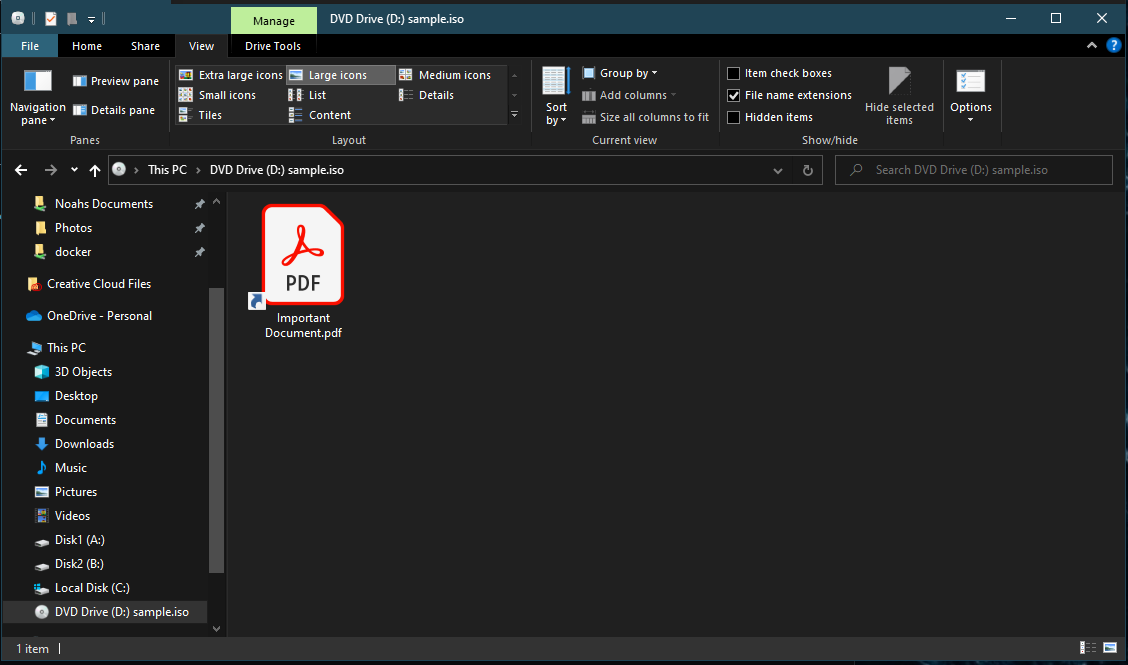 Manage
DVD Drive (D:) sample.iso
File
Home
Share
View
Drive Tools
Navigation
pane
Preview pane
Details pane
Panes
Extra large icons
Large icons
Medium icons
Small icons
List
Details
Tiles
Content
Layout
Sort
by
Group by
Add columns
Size all columns to fit
Current view
Item check boxes
File name extensions
Hidden items
Hide selected
items
Show/hide
Options
This PC
DVD Drive (D:) sample.iso
Search DVD Drive (D:) sample.iso
Noahs Documents
Photos
docker
Creative Cloud Files
OneDrive - Personal
This PC
3D Objects
Desktop
Documents
Downloads
Music
Pictures
Videos
Disk1 (A:)
Disk2 (B:)
Local Disk (C:)
DVD Drive (D:) sample.iso
PDF
Important
Document.pdf
1 item